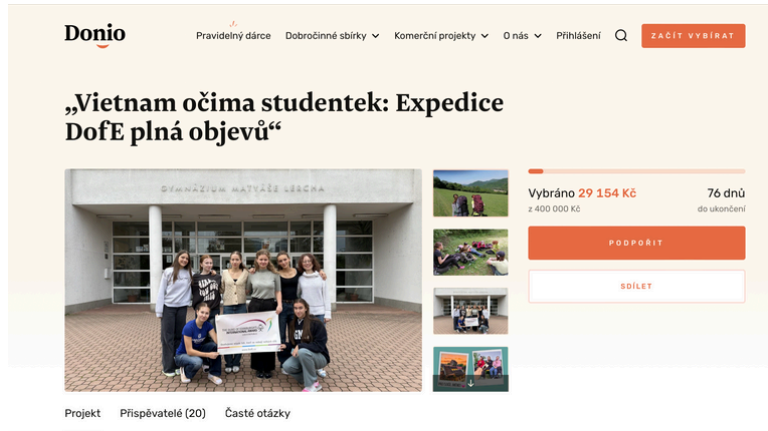 Donio
Pravidelný dárce
Dobročinné sbírky
Komerční projekty
O nás
Přihlášení
ZAČÍT VYBÍRAT
„Vietnam očima studentek: Expedice
DofE plná objevů“
GYMNÁZIUM MATYÁŠE LERCHA
Vybráno 29 154 Kč
76 dnů
z 400 000 Kč
do ukončení
PODPOŘIT
SDÍLET
Projekt
Přispěvatelé (20)
Časté otázky